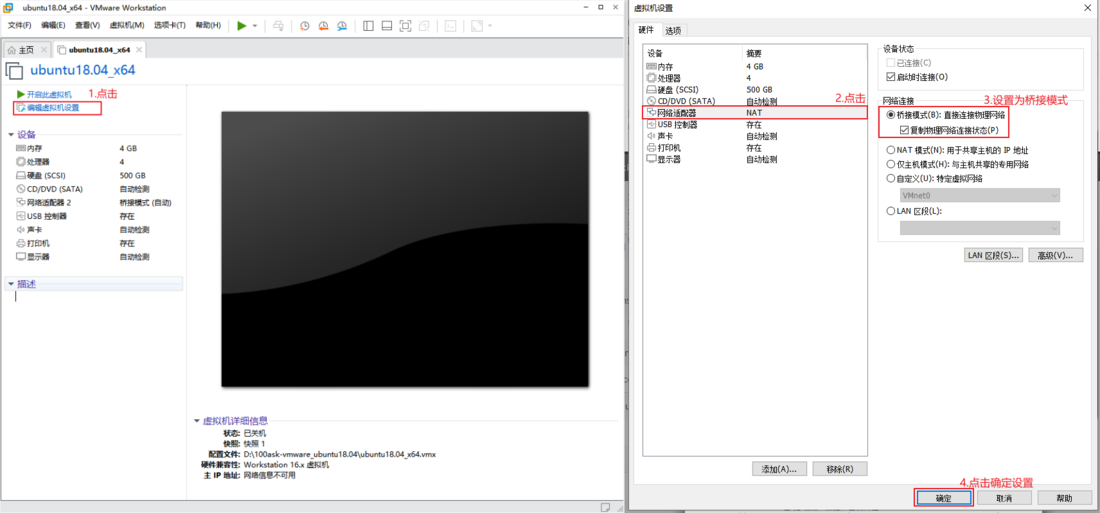 ubuntu18.04_x64 - VMware Workstation
文件(F) 编辑(E) 查看(V) 虚拟机(M) 选项卡(T) 帮助(H)
主页 ubuntu18.04_x64
ubuntu18.04_x64
1.点击
开启此虚拟机
编辑虚拟机设置
设备
内存 4 GB
处理器 4
硬盘 (SCSI) 500 GB
CD/DVD (SATA) 自动检测
网络适配器 2 桥接模式 (自动)
USB 控制器 存在
声卡 自动检测
打印机 存在
显示器 自动检测
描述
虚拟机详细信息
状态: 已关机
快照: 快照 1
配置文件: D:\100ask-vmware_ubuntu18.04\ubuntu18.04_x64.vmx
硬件兼容性: Workstation 16.x 虚拟机
主 IP 地址: 网络信息不可用
虚拟机设置
硬件 选项
设备 摘要
内存 4 GB
处理器 4
硬盘 (SCSI) 500 GB
CD/DVD (SATA) 自动检测
2.点击
网络适配器 NAT
USB 控制器 存在
声卡 自动检测
打印机 存在
显示器 自动检测
添加(A)... 移除(R)
设备状态
已连接(C)
启动时连接(O)
网络连接
3.设置为桥接模式
桥接模式(B): 直接连接物理网络
复制物理网络连接状态(P)
NAT 模式(N): 用于共享主机的 IP 地址
仅主机模式(H): 与主机共享的专用网络
自定义(U): 特定虚拟网络
VMnet0
LAN 区段(L):
LAN 区段(S)... 高级(V)...
4.点击确定设置
确定 取消 帮助